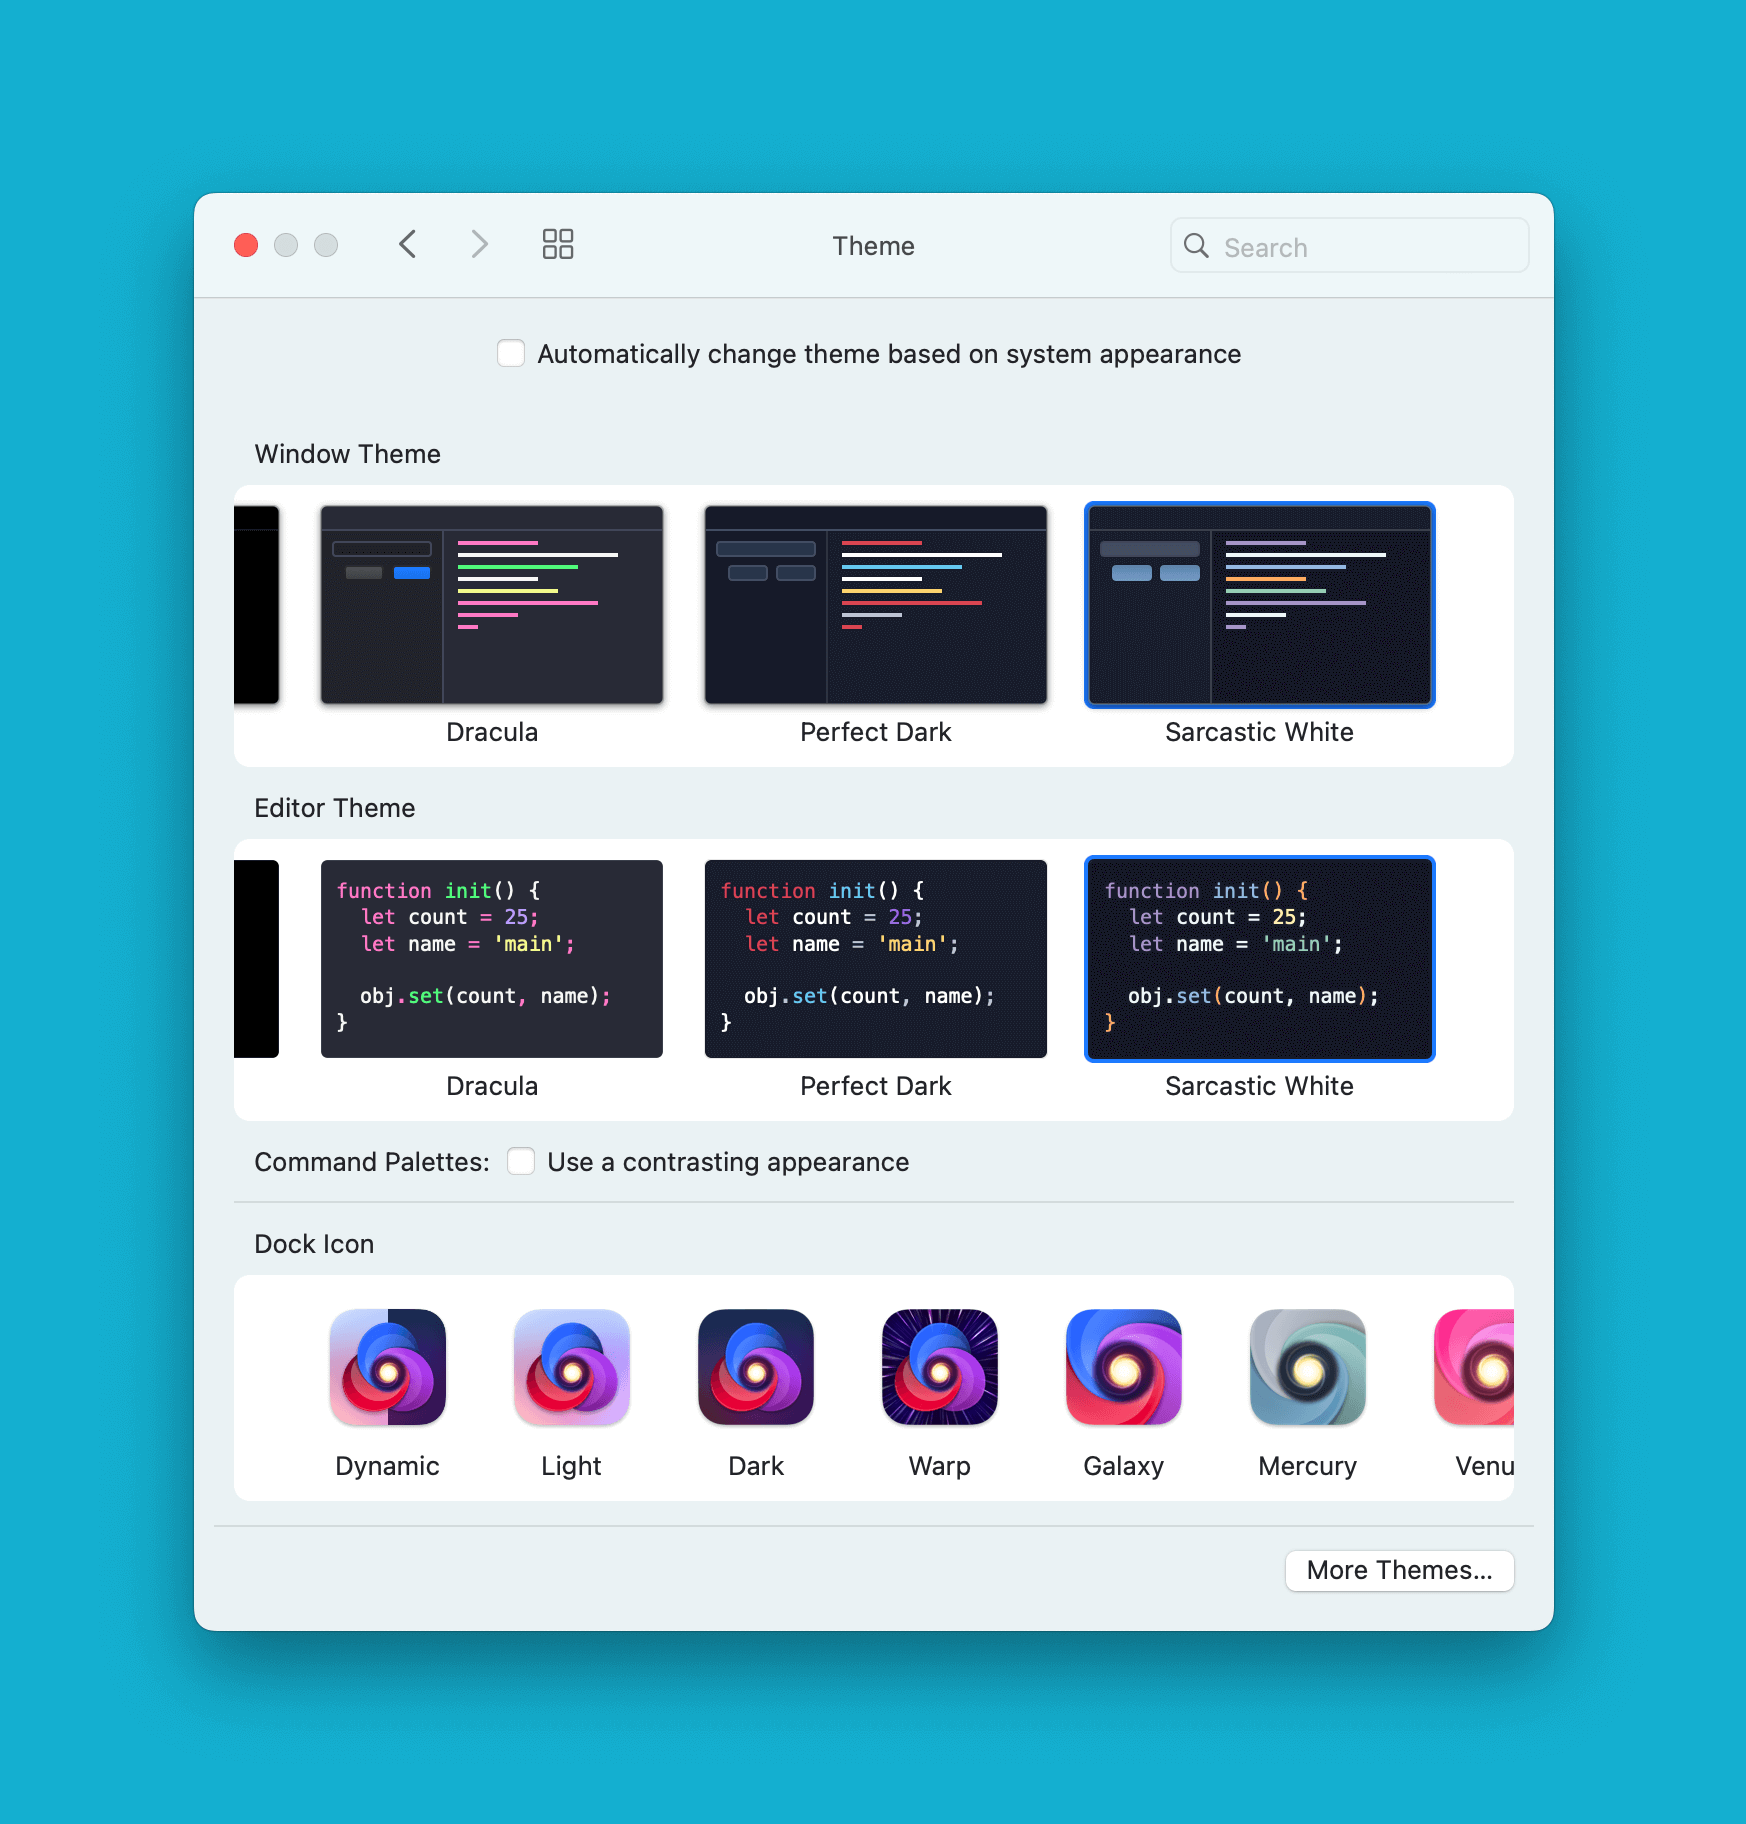 Theme
Search
Automatically change theme based on system appearance
Window Theme
Dracula
Perfect Dark
Sarcastic White
Editor Theme
function init() {
let count = 25;
let name = 'main';
obj.set(count, name);
}
function init() {
let count = 25;
let name = 'main';
obj.set(count, name);
}
function init() {
let count = 25;
let name = 'main';
obj.set(count, name);
}
Dracula
Perfect Dark
Sarcastic White
Command Palettes: Use a contrasting appearance
Dock Icon
Dynamic
Light
Dark
Warp
Galaxy
Mercury
Venu
More Themes...